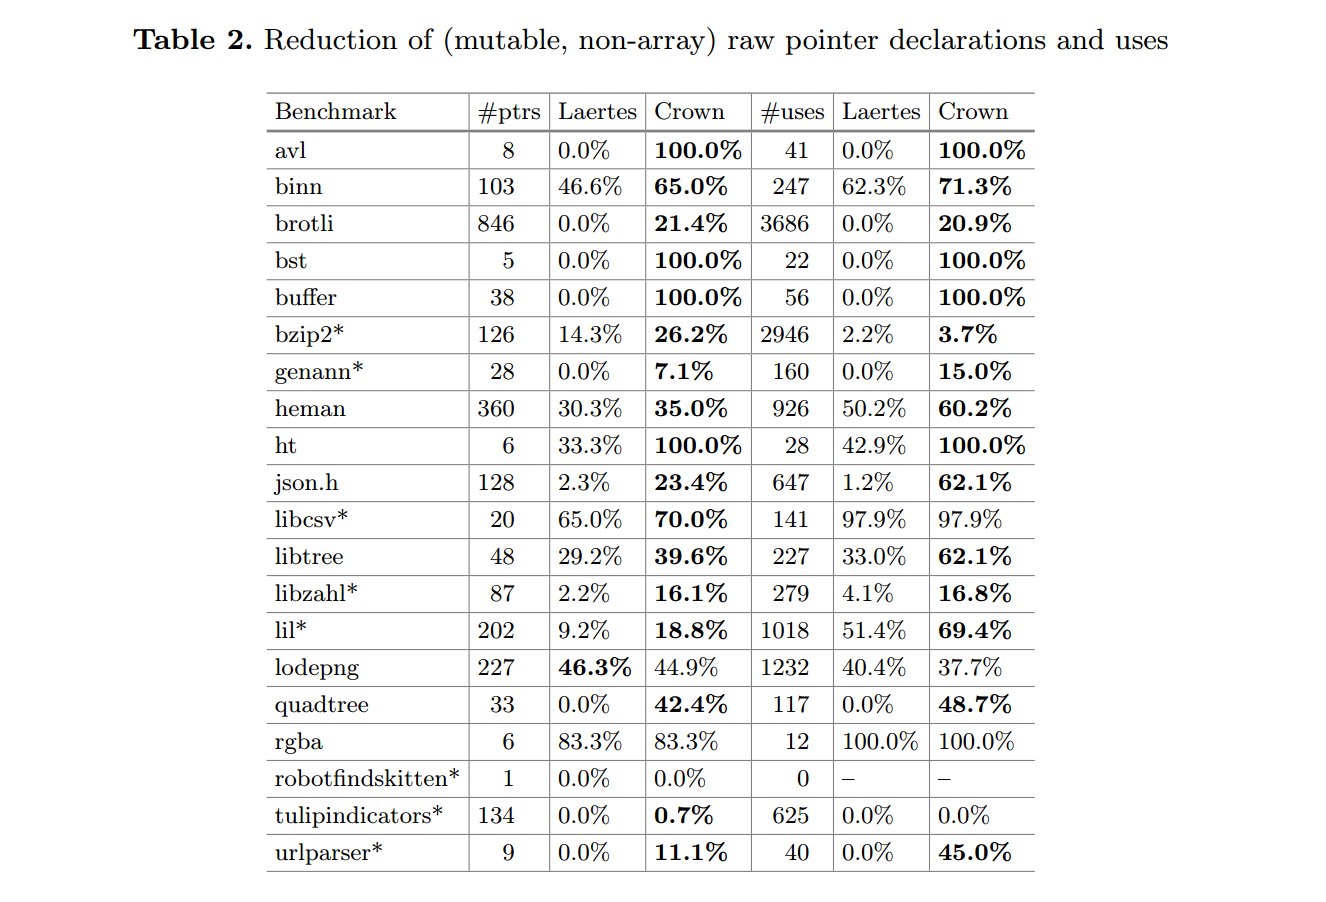 Table 2. Reduction of (mutable, non-array) raw pointer declarations and uses
Benchmark #ptrs Laertes Crown #uses Laertes Crown
avl 8 0.0% 100.0% 41 0.0% 100.0%
binn 103 46.6% 65.0% 247 62.3% 71.3%
brotli 846 0.0% 21.4% 3686 0.0% 20.9%
bst 5 0.0% 100.0% 22 0.0% 100.0%
buffer 38 0.0% 100.0% 56 0.0% 100.0%
bzip2* 126 14.3% 26.2% 2946 2.2% 3.7%
genann* 28 0.0% 7.1% 160 0.0% 15.0%
heman 360 30.3% 35.0% 926 50.2% 60.2%
ht 6 33.3% 100.0% 28 42.9% 100.0%
json.h 128 2.3% 23.4% 647 1.2% 62.1%
libcsv* 20 65.0% 70.0% 141 97.9% 97.9%
libtree 48 29.2% 39.6% 227 33.0% 62.1%
libzahl* 87 2.2% 16.1% 279 4.1% 16.8%
lil* 202 9.2% 18.8% 1018 51.4% 69.4%
lodepng 227 46.3% 44.9% 1232 40.4% 37.7%
quadtree 33 0.0% 42.4% 117 0.0% 48.7%
rgba 6 83.3% 83.3% 12 100.0% 100.0%
robotfindskitten* 1 0.0% 0.0% 0 – –
tulipindicators* 134 0.0% 0.7% 625 0.0% 0.0%
urlparser* 9 0.0% 11.1% 40 0.0% 45.0%